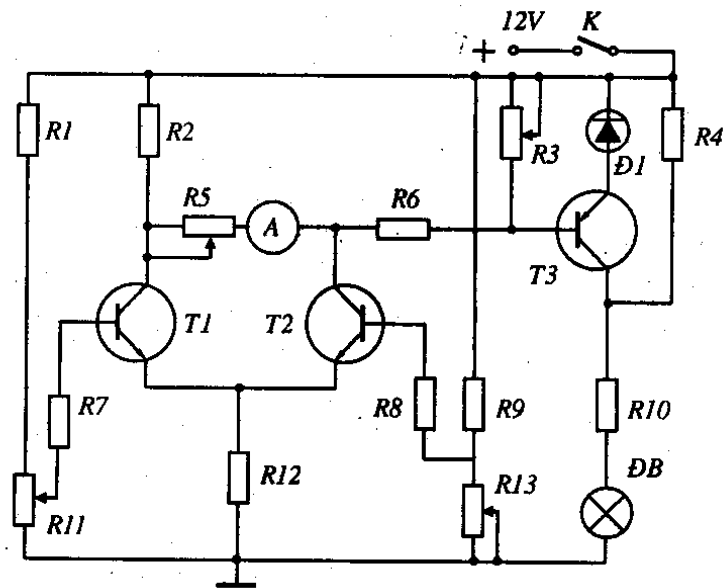 + 12V K
R1 R2 R3 R4
Đ1
R5 A R6
T3
T1 T2
R7 R8 R9 R10
R12 ĐB
R11 R13